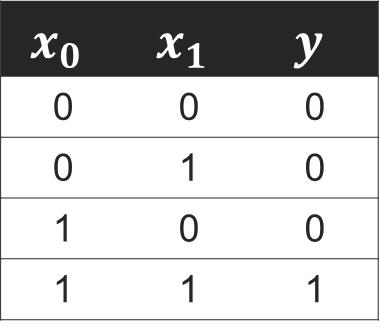 x₀ x₁ y
0 0 0
0 1 0
1 0 0
1 1 1